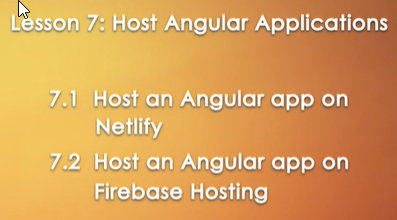 Lesson 7: Host Angular Applications
7.1 Host an Angular app on
Netlify
7.2 Host an Angular app on
Firebase Hosting